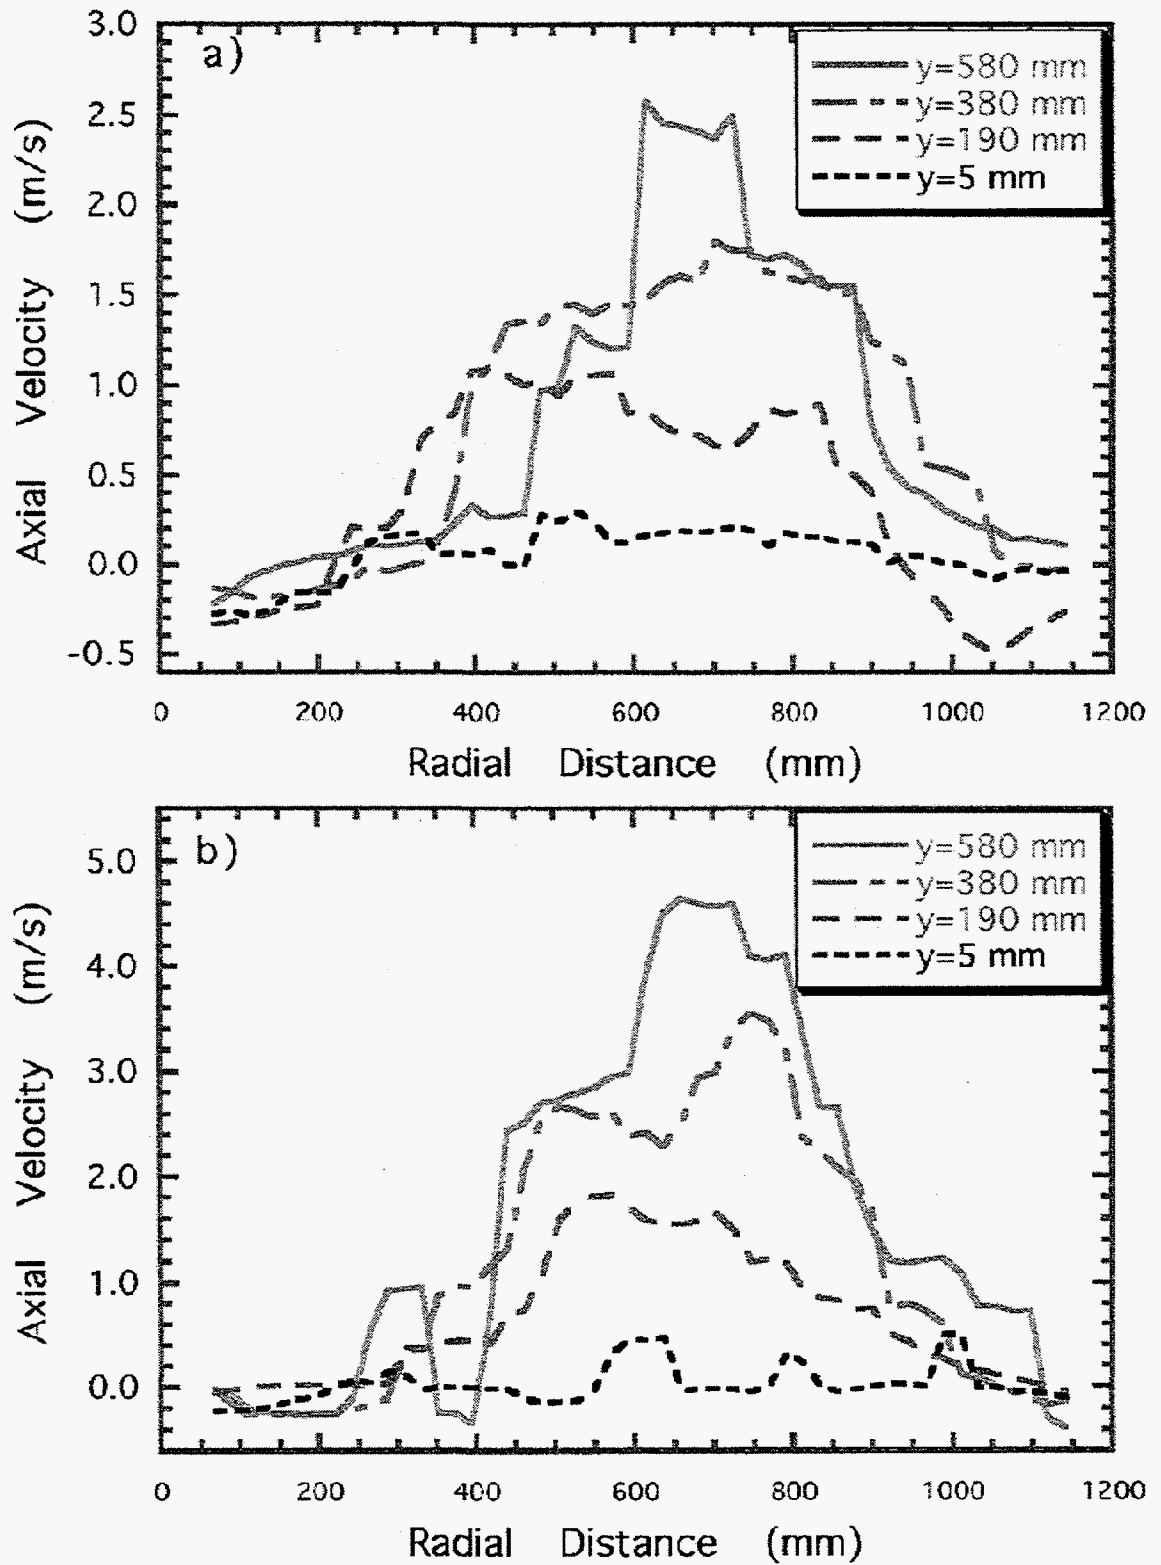 a)
y=580 mm
y=380 mm
y=190 mm
y=5 mm
3.0
2.5
2.0
1.5
1.0
0.5
0.0
-0.5
Axial Velocity (m/s)
0 200 400 600 800 1000 1200
Radial Distance (mm)
b)
y=580 mm
y=380 mm
y=190 mm
y=5 mm
5.0
4.0
3.0
2.0
1.0
0.0
Axial Velocity (m/s)
0 200 400 600 800 1000 1200
Radial Distance (mm)